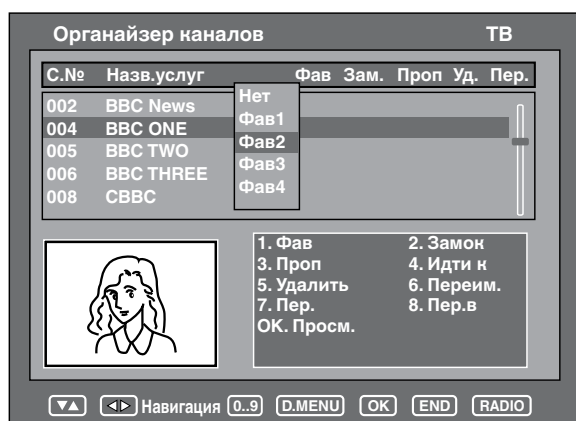 Органайзер каналов ТВ
С.№ Назв.услуг Фав Зам. Проп Уд. Пер.
002 BBC News
004 BBC ONE
005 BBC TWO
006 BBC THREE
008 CBBC
Нет
Фав1
Фав2
Фав3
Фав4
1. Фав 2. Замок
3. Проп 4. Идти к
5. Удалить 6. Переим.
7. Пер. 8. Пер.в
OK. Просм.
▼▲ ◀▶ Навигация 0..9 D.MENU OK END RADIO